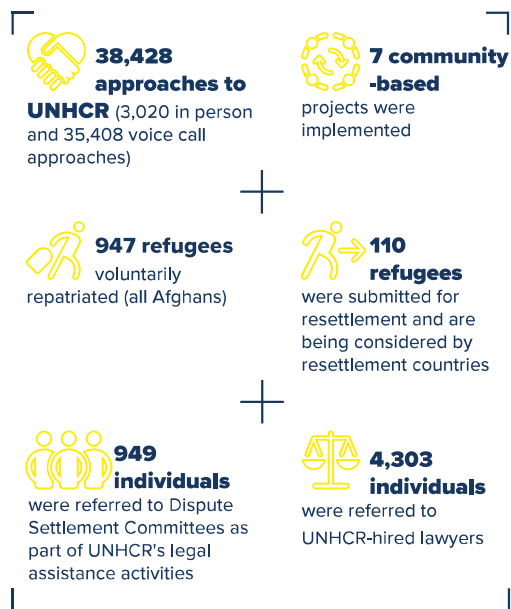 38,428
approaches to
UNHCR (3,020 in person
and 35,408 voice call
approaches)
7 community
-based
projects were
implemented
947 refugees
voluntarily
repatriated (all Afghans)
110
refugees
were submitted for
resettlement and are
being considered by
resettlement countries
949
individuals
were referred to Dispute
Settlement Committees as
part of UNHCR's legal
assistance activities
4,303
individuals
were referred to
UNHCR-hired lawyers